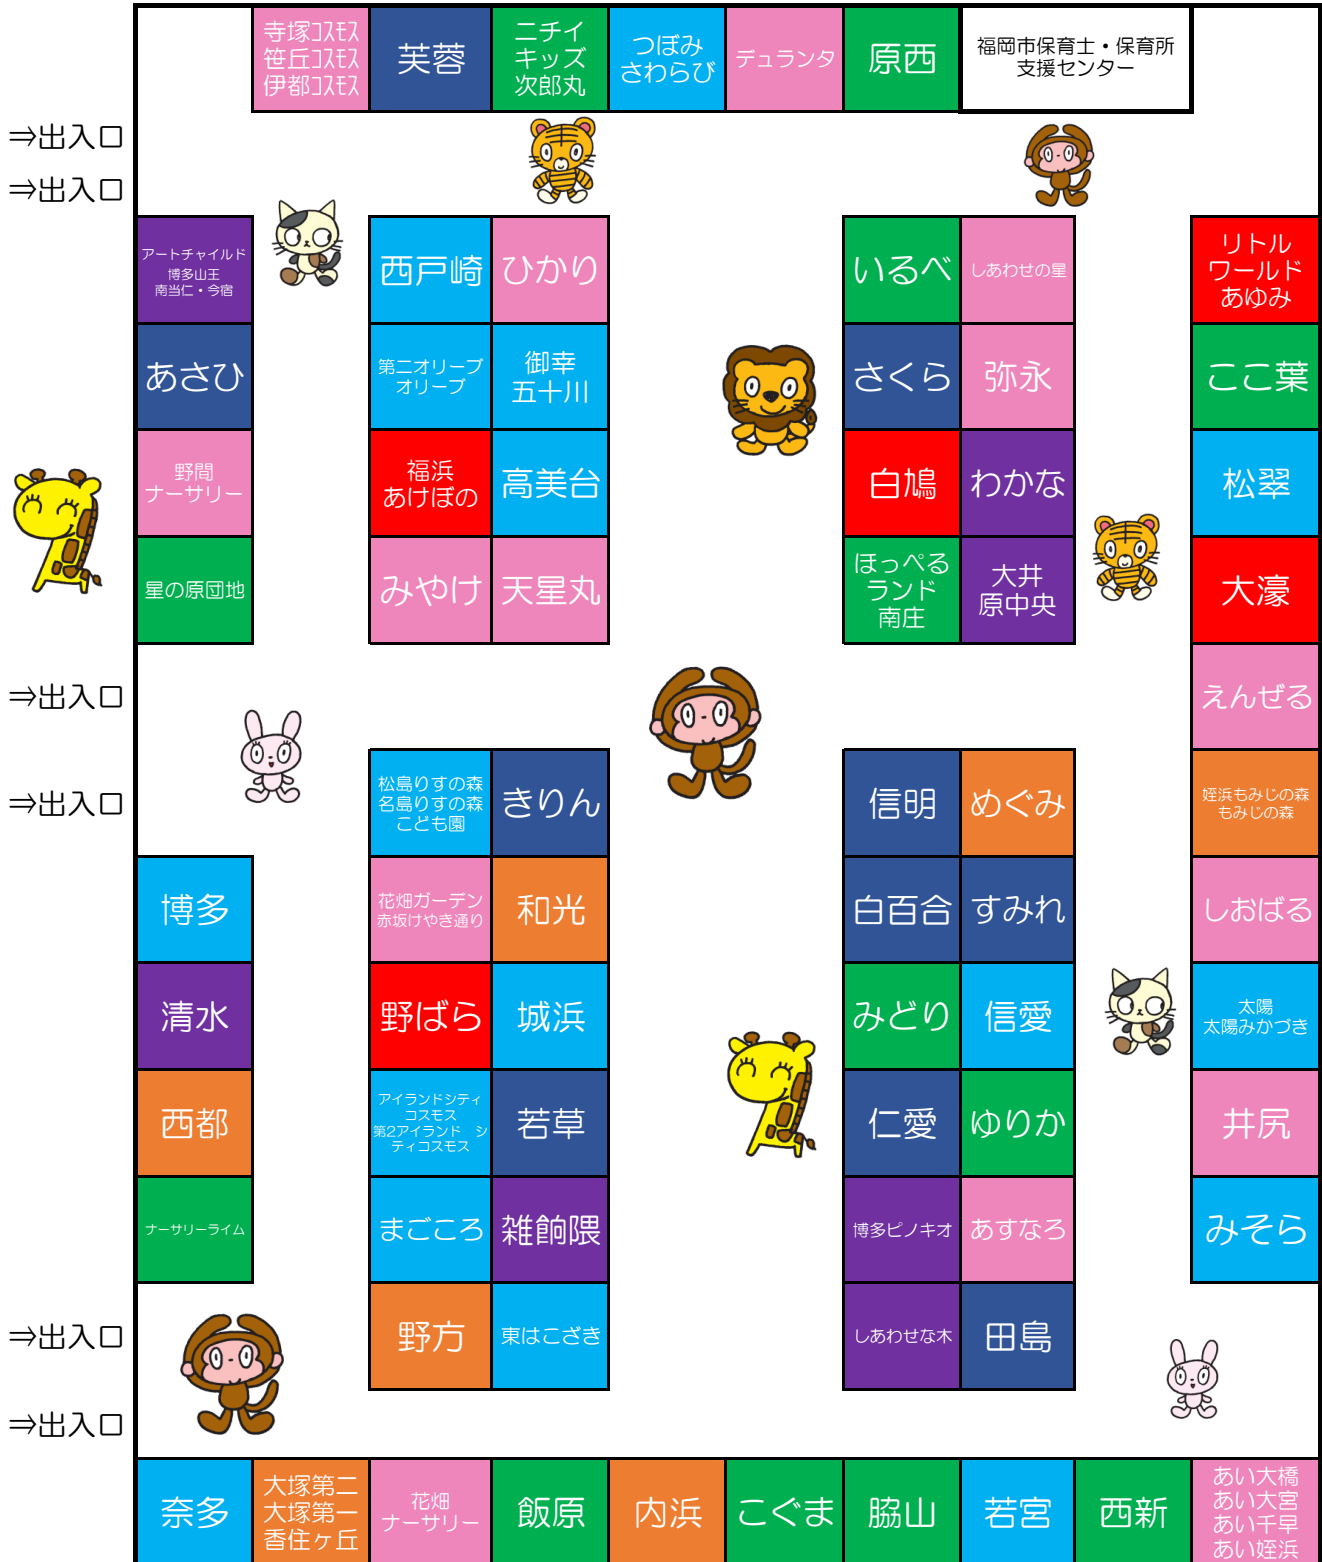 寺塚ｺｽﾓｽ
笹丘ｺｽﾓｽ
伊都ｺｽﾓｽ
芙蓉
ニチイ
キッズ
次郎丸
つぼみ
さわらび
デュランタ
原西
福岡市保育士・保育所
支援センター
⇒出入口
⇒出入口
アートチャイルド
博多山王
南当仁・今宿
西戸崎
ひかり
いるべ
しあわせの星
リトル
ワールド
あゆみ
あさひ
第二オリーブ
オリーブ
御幸
五十川
さくら
弥永
ここ葉
野間
ナーサリー
福浜
あけぼの
高美台
白鳩
わかな
松翠
星の原団地
みやけ
天星丸
ほっぺる
ランド
南庄
大井
原中央
大濠
⇒出入口
えんぜる
⇒出入口
松島りすの森
名島りすの森
こども園
きりん
信明
めぐみ
姪浜もみじの森
もみじの森
博多
花畑ガーデン
赤坂けやき通り
和光
白百合
すみれ
しおばる
清水
野ばら
城浜
みどり
信愛
太陽
太陽みかづき
西都
アイランドシティ
コスモス
第2アイランド　シ
ティコスモス
若草
仁愛
ゆりか
井尻
ナーサリーライム
まごころ
雑餉隈
博多ピノキオ
あすなろ
みそら
⇒出入口
野方
東はこざき
しあわせな木
田島
⇒出入口
奈多
大塚第二
大塚第一
香住ヶ丘
花畑
ナーサリー
飯原
内浜
こぐま
脇山
若宮
西新
あい大橋
あい大宮
あい千早
あい姪浜